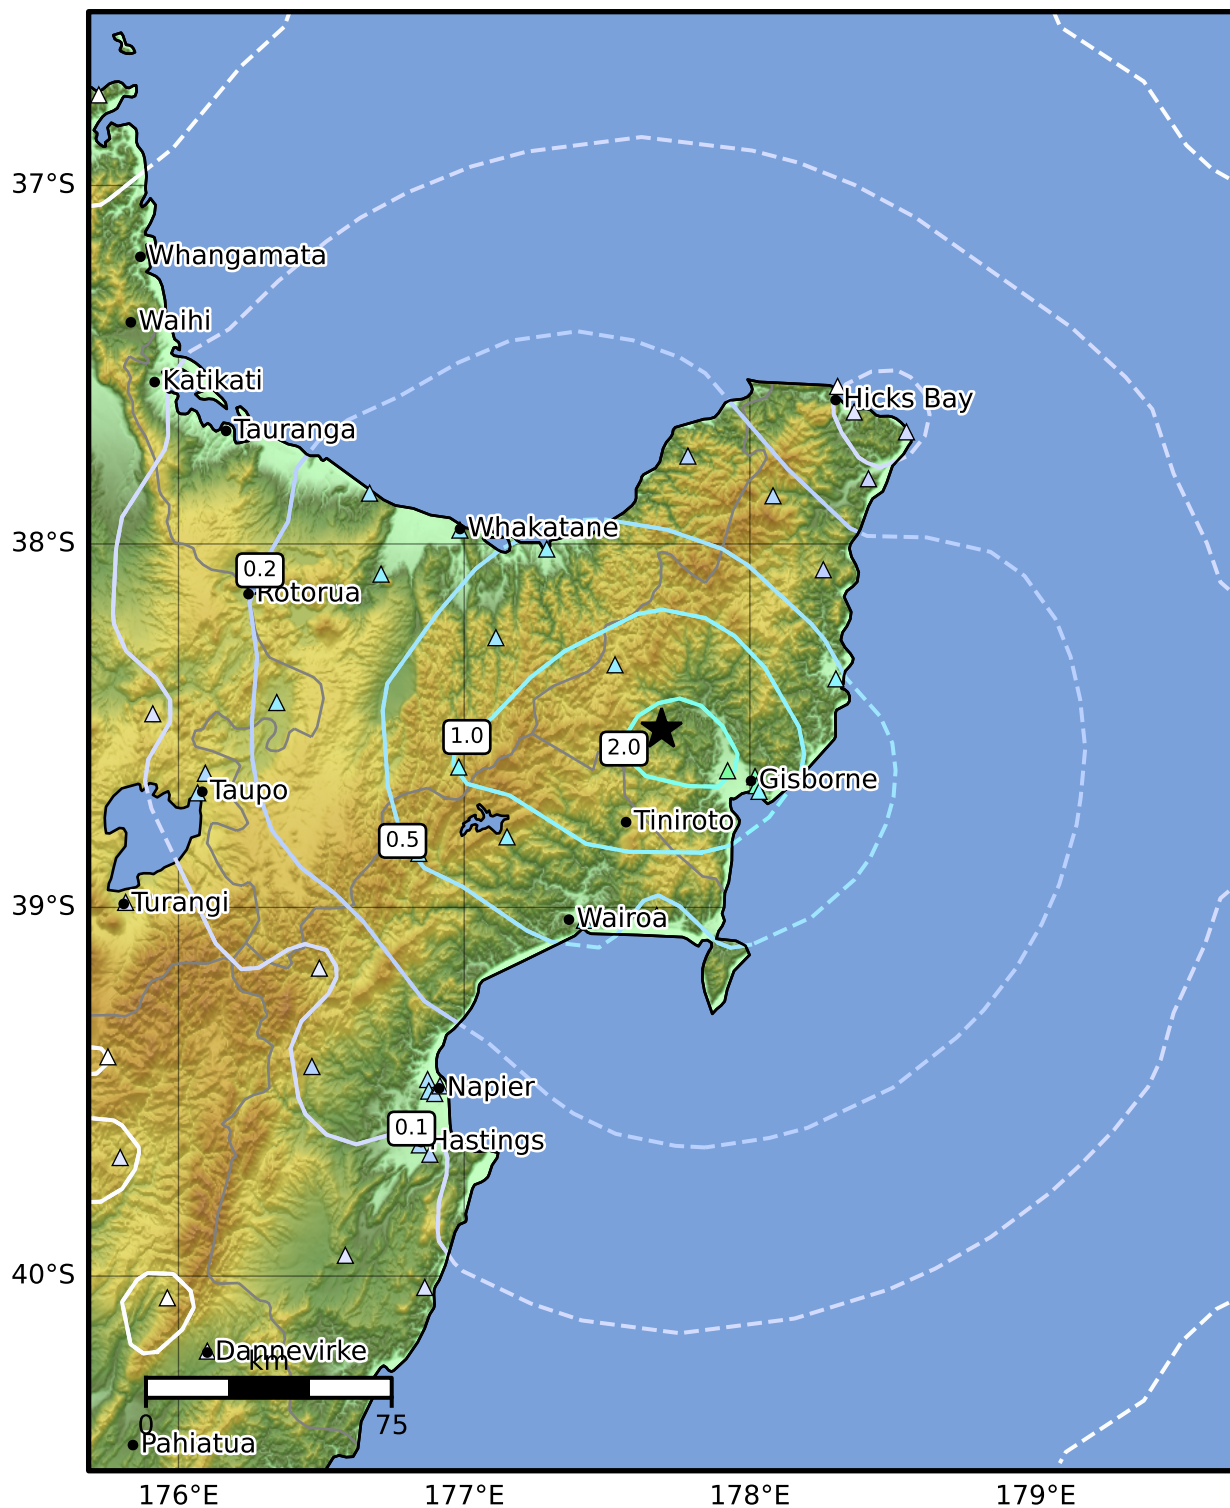 37°S
Whangamata
Waihi
Katikati
Hicks Bay
Tauranga
Whakatane
38°S
0.2
Rotorua
1.0
2.0
Gisborne
Taupo
Tiniroto
0.5
39°S
Turangi
Wairoa
Napier
0.1
Hastings
40°S
Dannevirke
km
0
75
Pahiatua
176°E
177°E
178°E
179°E